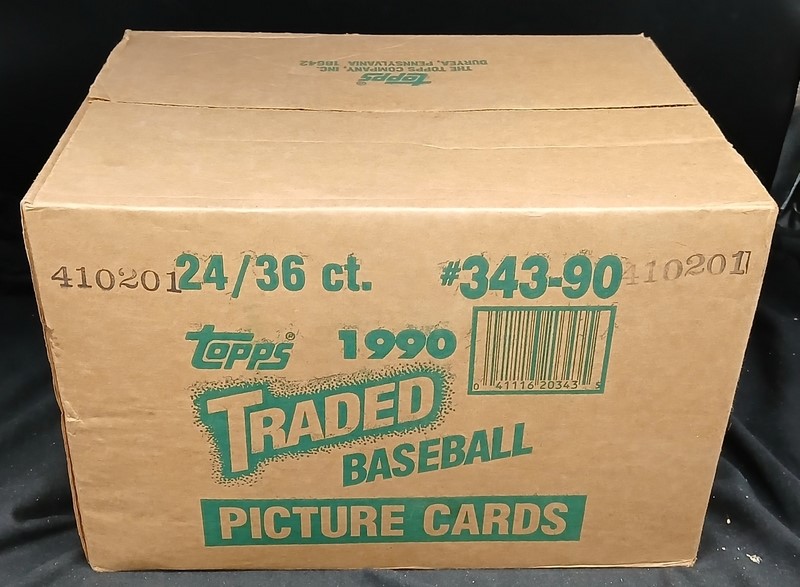 topps
THE TOPPS COMPANY, INC.
DURYEA, PENNSYLVANIA 18642
410201 24/36 ct. #343-90 410201
topps® 1990
0 41116 20343 5
TRADED
BASEBALL
PICTURE CARDS